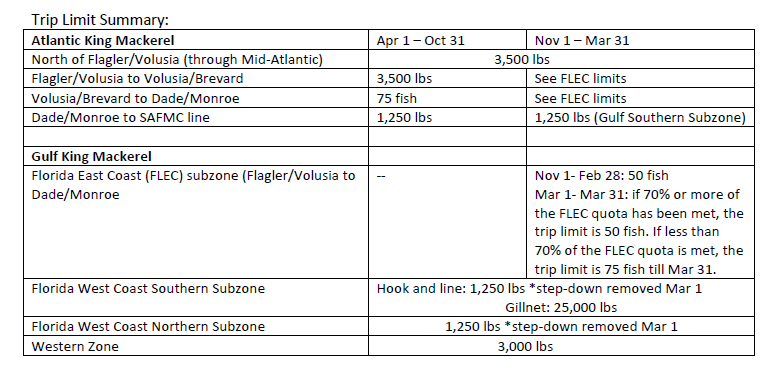 Trip Limit Summary:
Atlantic King Mackerel Apr 1 – Oct 31 Nov 1 – Mar 31
North of Flagler/Volusia (through Mid-Atlantic) 3,500 lbs
Flagler/Volusia to Volusia/Brevard 3,500 lbs See FLEC limits
Volusia/Brevard to Dade/Monroe 75 fish See FLEC limits
Dade/Monroe to SAFMC line 1,250 lbs 1,250 lbs (Gulf Southern Subzone)
Gulf King Mackerel
Florida East Coast (FLEC) subzone (Flagler/Volusia to -- Nov 1- Feb 28: 50 fish
Dade/Monroe Mar 1- Mar 31: if 70% or more of
the FLEC quota has been met, the
trip limit is 50 fish. If less than
70% of the FLEC quota is met, the
trip limit is 75 fish till Mar 31.
Florida West Coast Southern Subzone Hook and line: 1,250 lbs *step-down removed Mar 1
Gillnet: 25,000 lbs
Florida West Coast Northern Subzone 1,250 lbs *step-down removed Mar 1
Western Zone 3,000 lbs